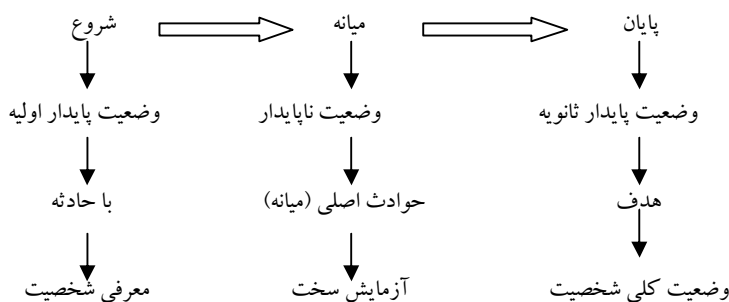 شروع میانه پایان
وضعیت پایدار اولیه وضعیت ناپایدار وضعیت پایدار ثانویه
با حادثه حوادث اصلی (میانه) هدف
معرفی شخصیت آزمایش سخت وضعیت کلی شخصیت